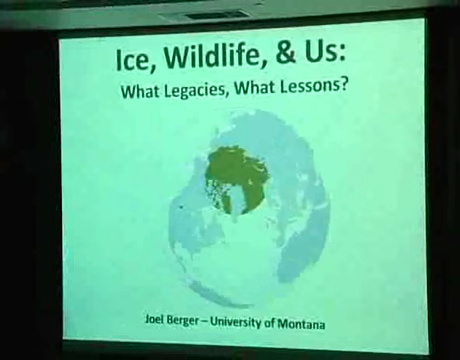 Ice, Wildlife, & Us:
What Legacies, What Lessons?
Joel Berger – University of Montana